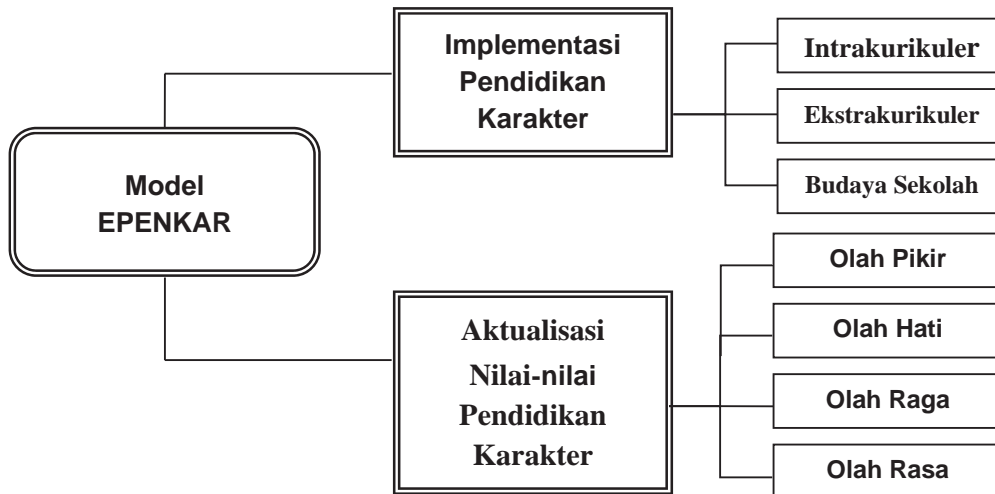 Model
EPENKAR
Implementasi
Pendidikan
Karakter
Intrakurikuler
Ekstrakurikuler
Budaya Sekolah
Aktualisasi
Nilai-nilai
Pendidikan
Karakter
Olah Pikir
Olah Hati
Olah Raga
Olah Rasa